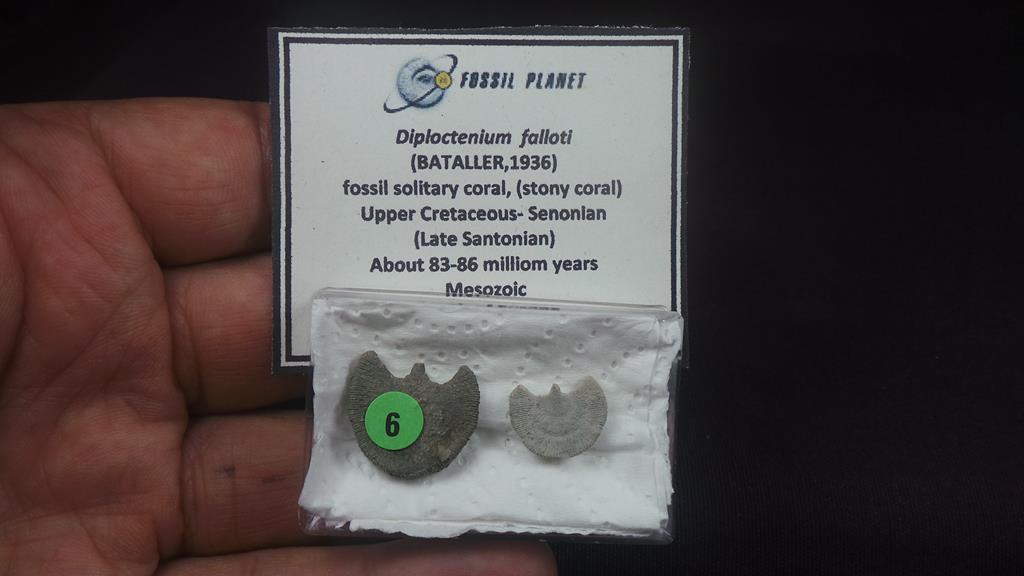 FOSSIL PLANET
Diploctenium falloti
(BATALLER,1936)
fossil solitary coral, (stony coral)
Upper Cretaceous- Senonian
(Late Santonian)
About 83-86 milliom years
Mesozoic
6